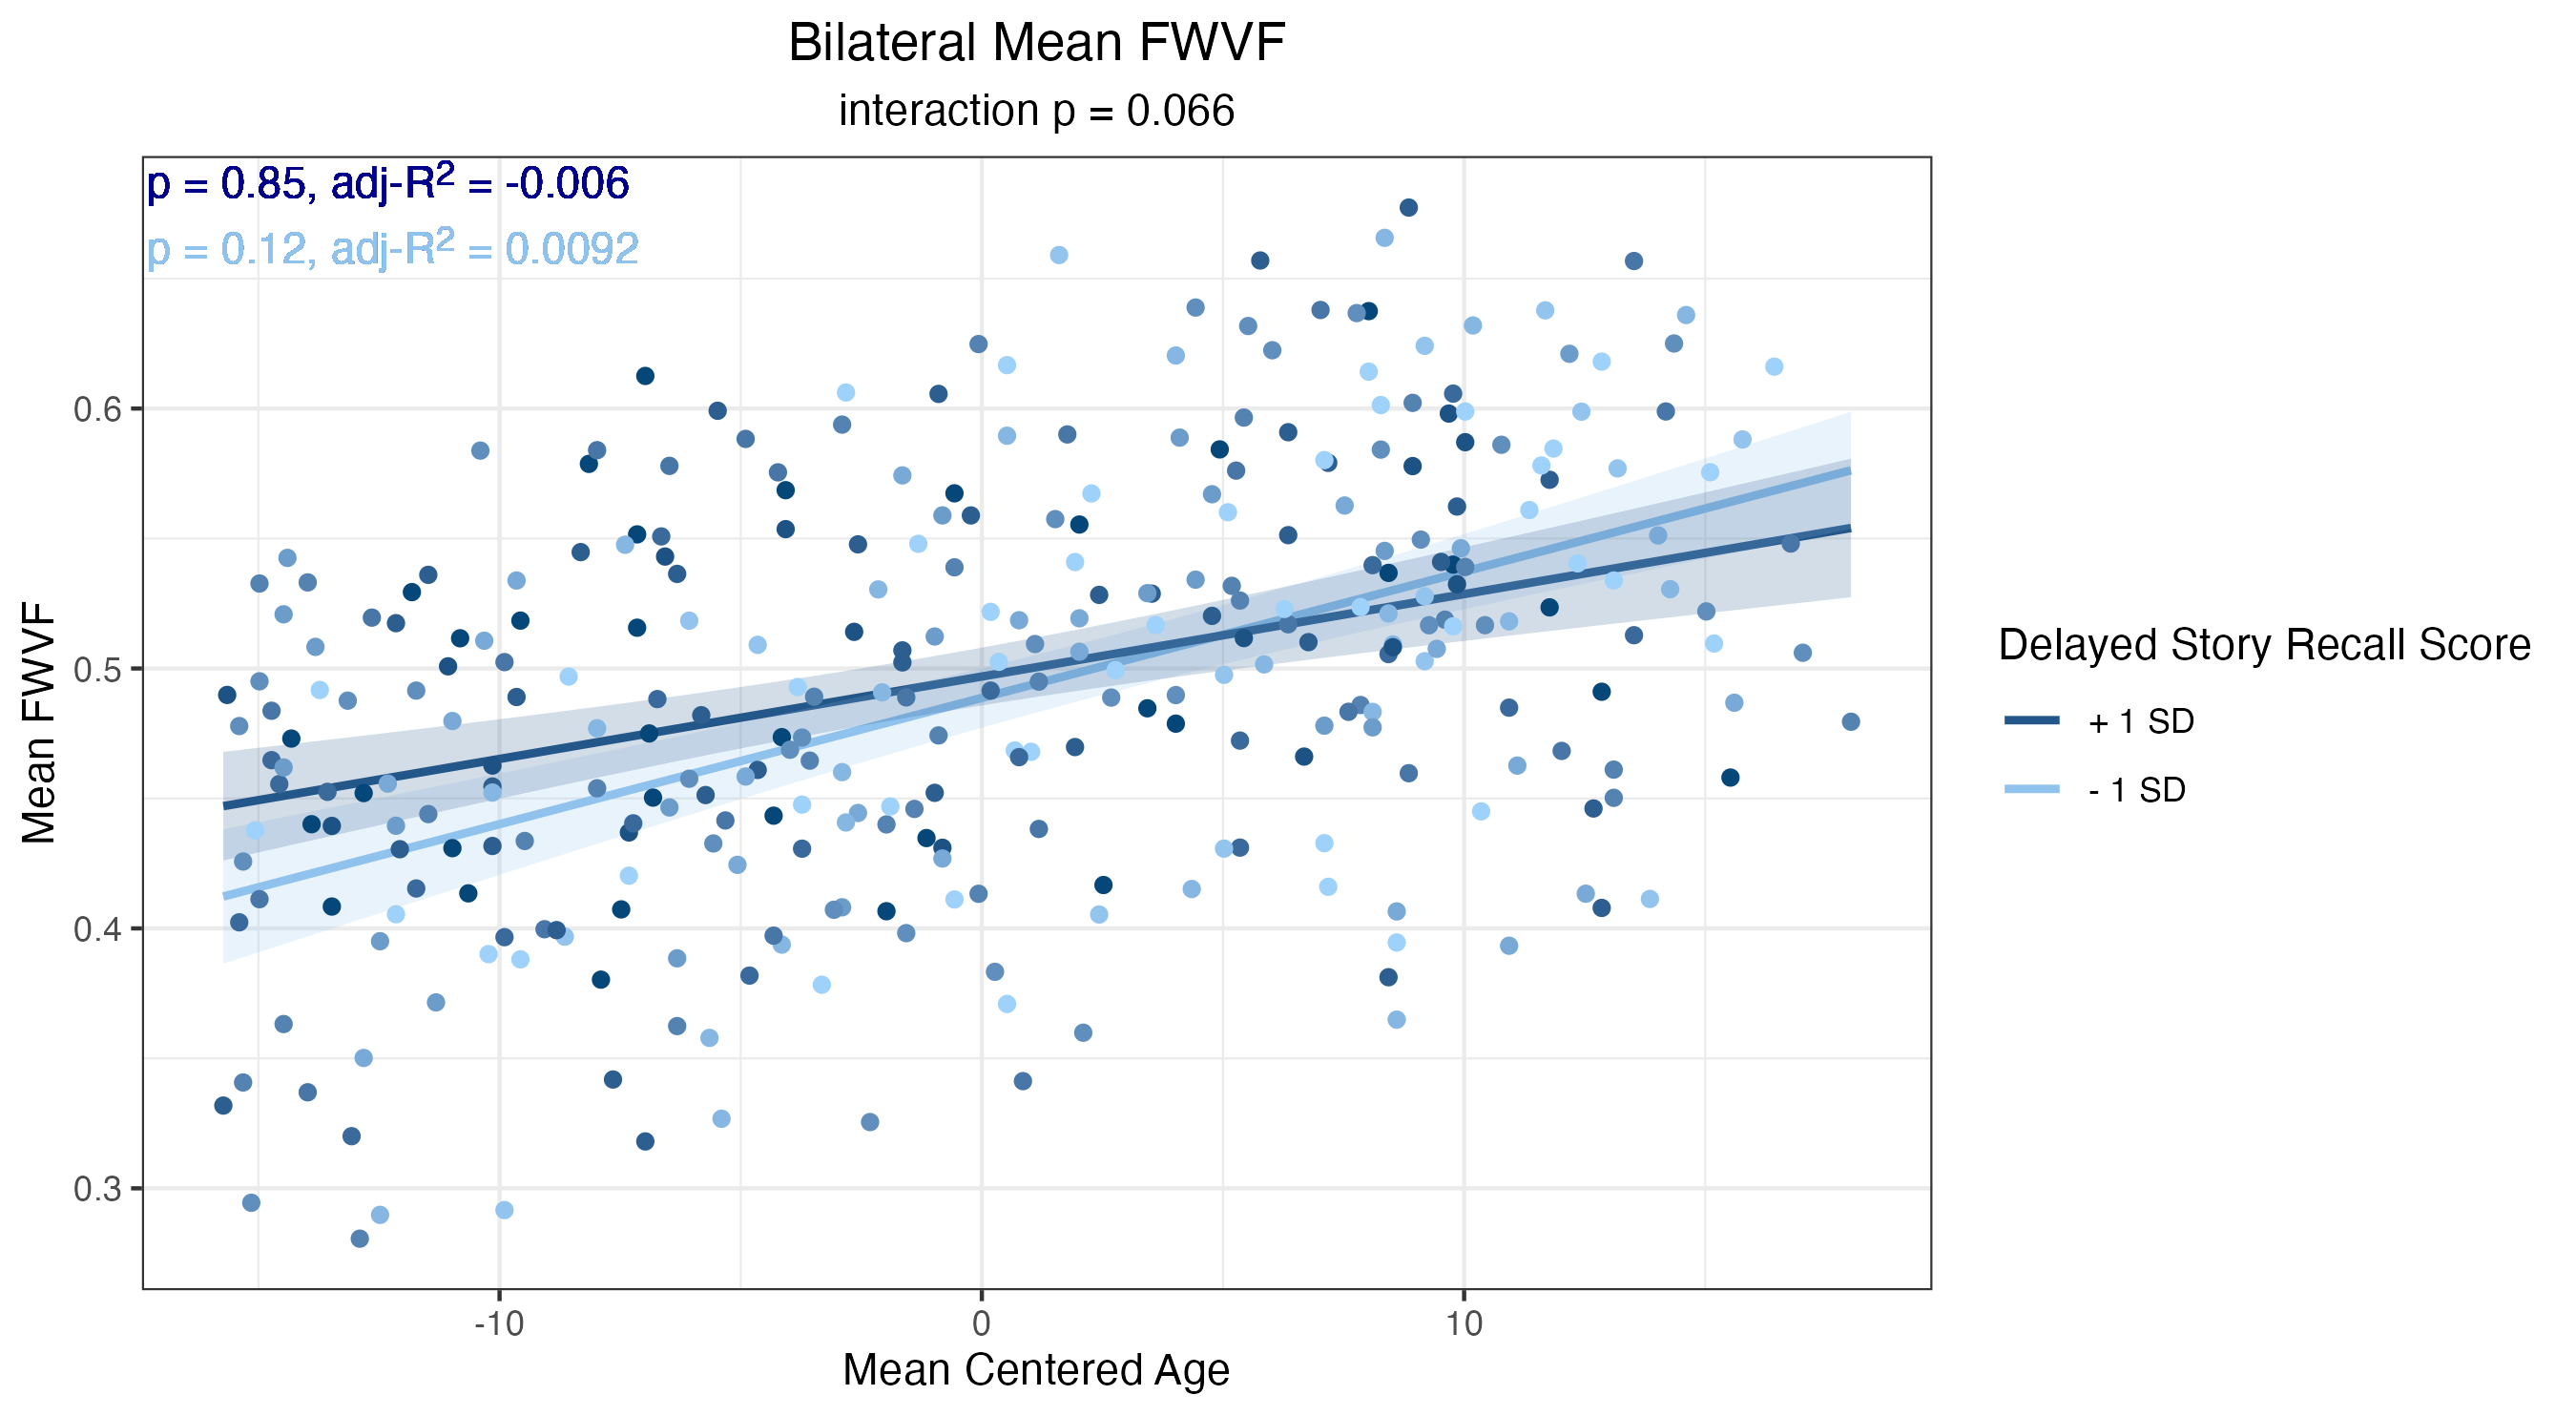 Bilateral Mean FWVF
interaction p = 0.066
p = 0.85, adj-R² = -0.006
p = 0.12, adj-R² = 0.0092
Mean FWVF
0.6
0.5
0.4
0.3
-10 0 10
Mean Centered Age
Delayed Story Recall Score
+ 1 SD
- 1 SD